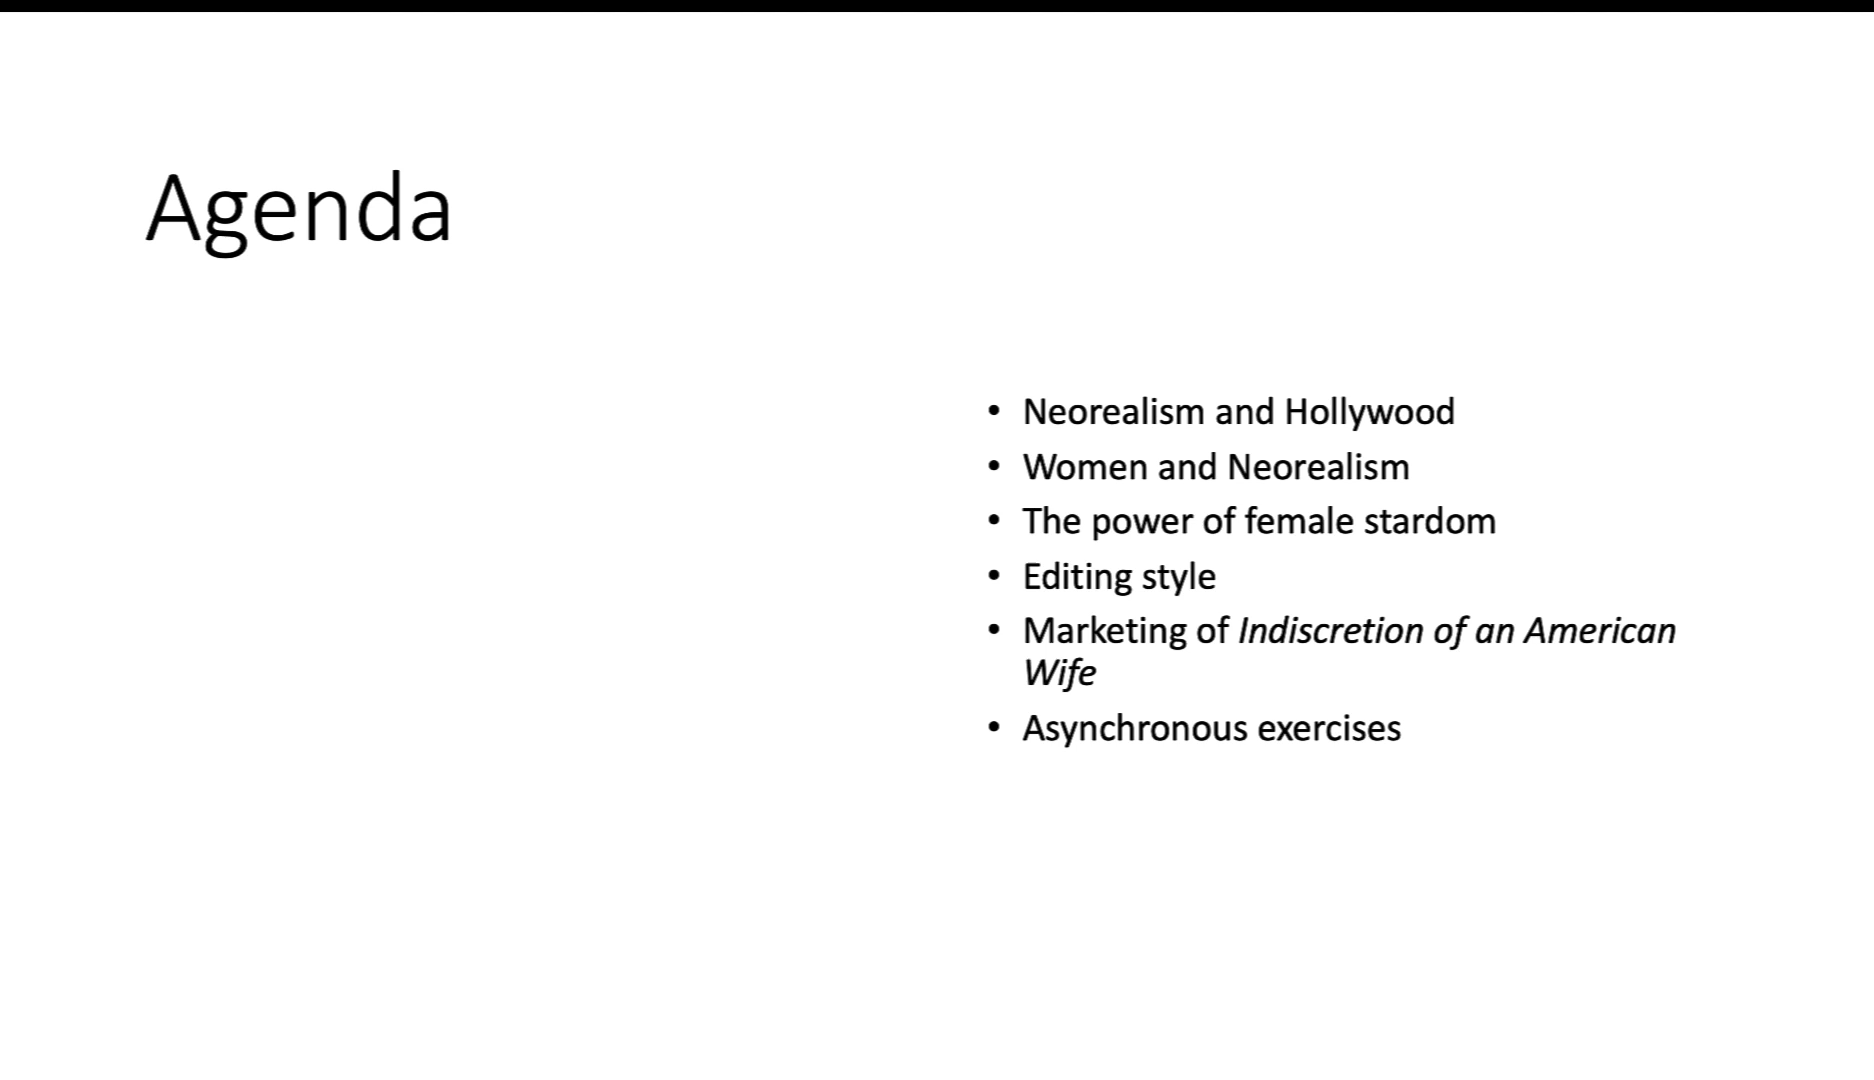 Agenda
• Neorealism and Hollywood
• Women and Neorealism
• The power of female stardom
• Editing style
• Marketing of Indiscretion of an American
Wife
• Asynchronous exercises